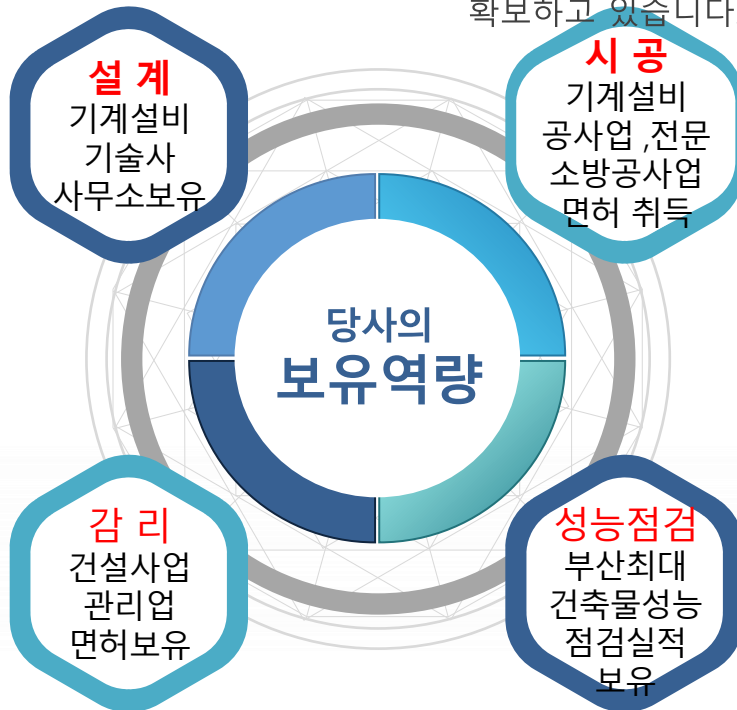 확보하고 있습니다.
설 계
기계설비
기술사
사무소보유
시 공
기계설비
공사업 ,전문
소방공사업
면허 취득
당사의
보유역량
감 리
건설사업
관리업
면허보유
성능점검
부산최대
건축물성능
점검실적
보유